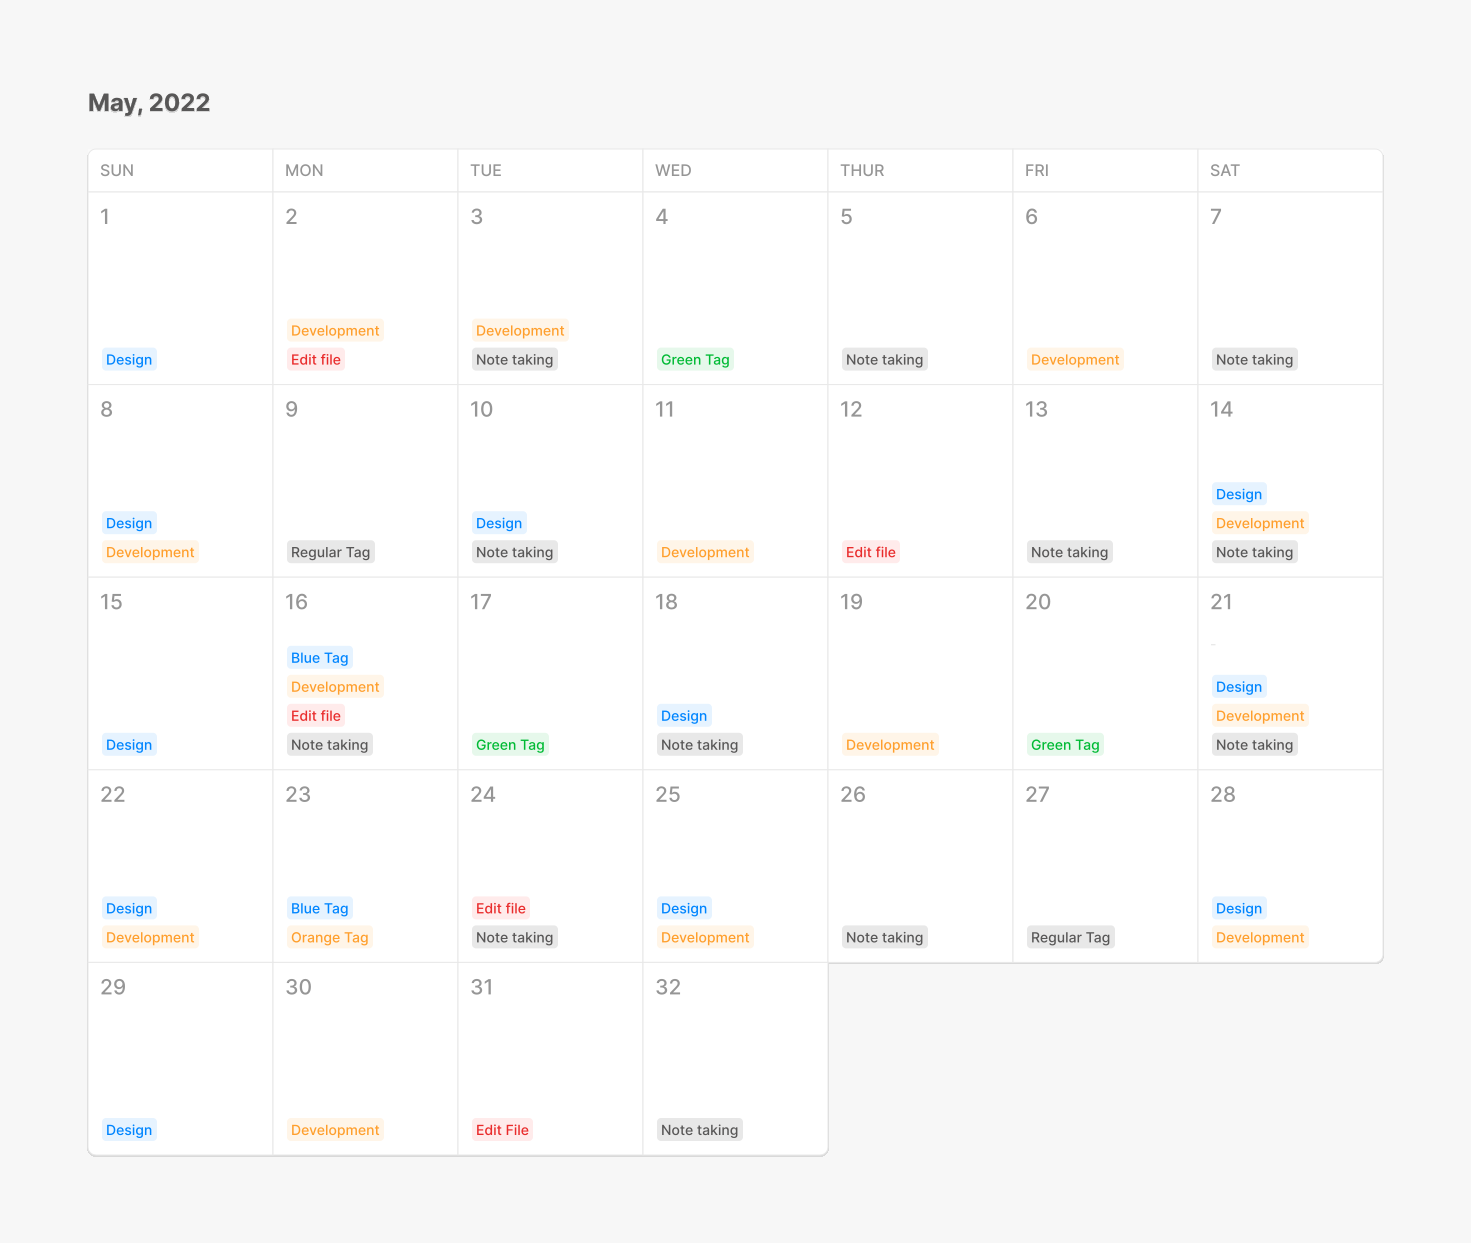 May, 2022
SUN MON TUE WED THUR FRI SAT
1 2 3 4 5 6 7
Development Development
Design Edit file Note taking Green Tag Note taking Development Note taking
8 9 10 11 12 13 14
Design
Design Design Development
Development Regular Tag Note taking Development Edit file Note taking Note taking
15 16 17 18 19 20 21
Blue Tag
Development Design
Edit file Design Development
Design Note taking Green Tag Note taking Development Green Tag Note taking
22 23 24 25 26 27 28
Design Blue Tag Edit file Design Design
Development Orange Tag Note taking Development Note taking Regular Tag Development
29 30 31 32
Design Development Edit File Note taking